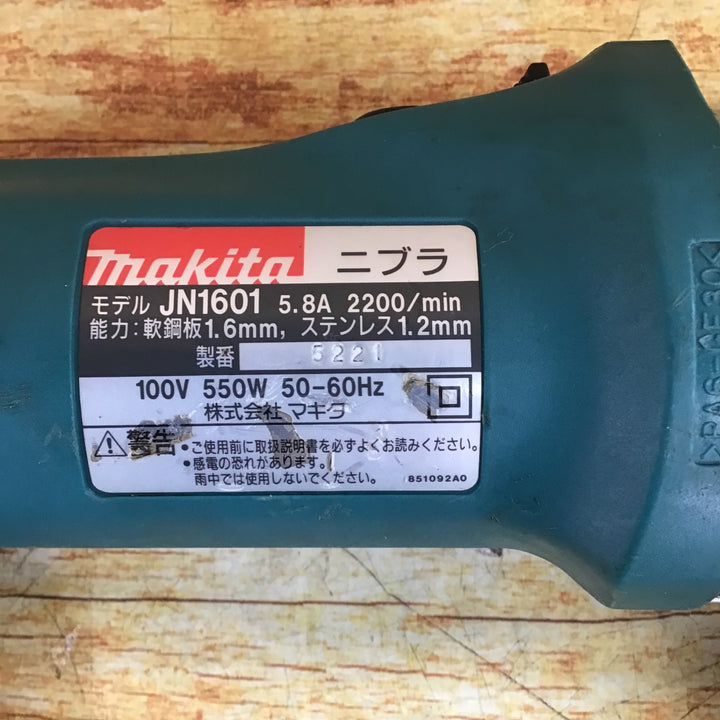 makita ニブラ
モデル JN1601 5.8A 2200/min
能力:軟鋼板1.6mm, ステンレス1.2mm
製番 5221
100V 550W 50-60Hz
株式会社 マキタ
警告 •ご使用前に取扱説明書を必ずよくお読みください。
•感電の恐れがあります。
雨中では使用しないでください。
851092A0
>PA6-GF30<